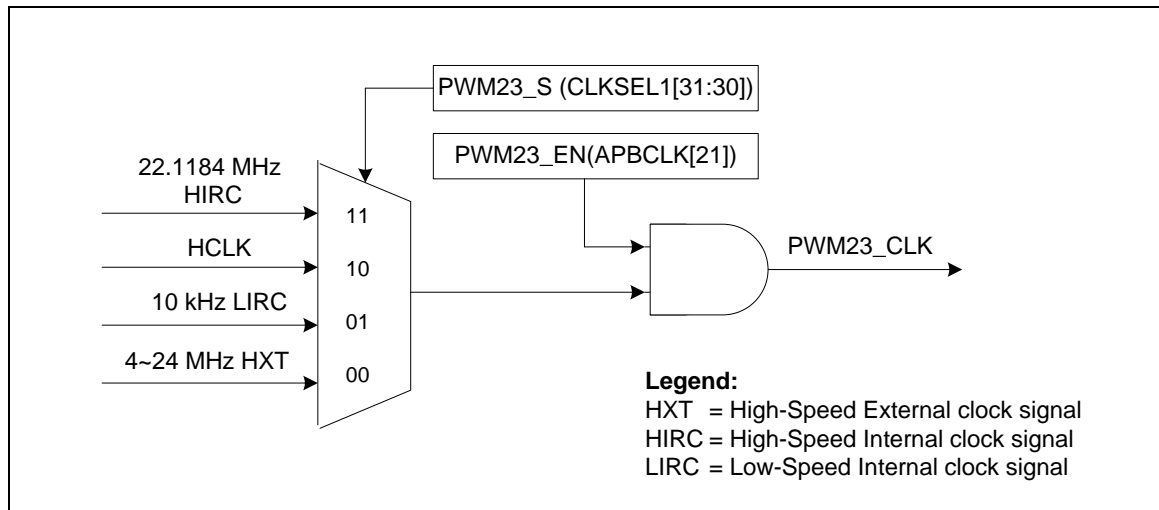 PWM23_S (CLKSEL1[31:30])
PWM23_EN(APBCLK[21])
22.1184 MHz
HIRC
HCLK
10 kHz LIRC
4~24 MHz HXT
11
10
01
00
PWM23_CLK
Legend:
HXT = High-Speed External clock signal
HIRC = High-Speed Internal clock signal
LIRC = Low-Speed Internal clock signal